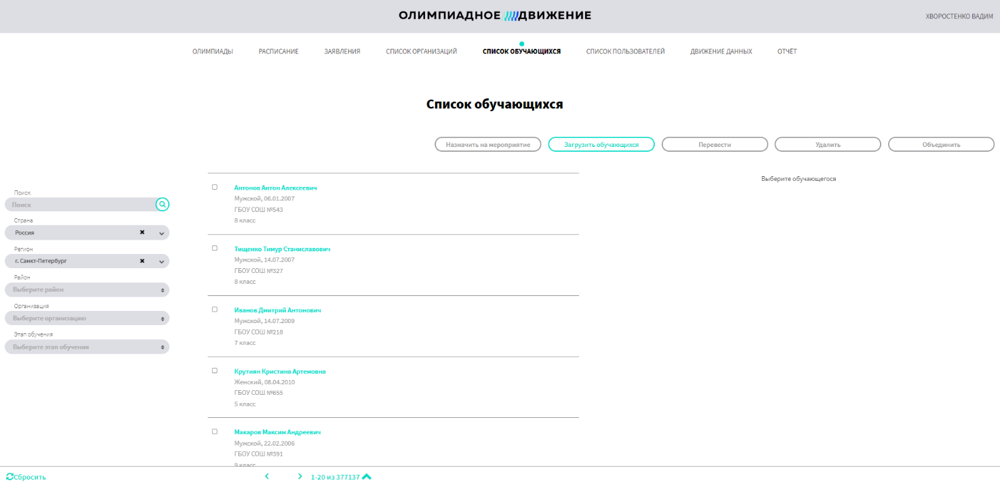 ОЛИМПИАДНОЕ ДВИЖЕНИЕ
ХВОРОСТЕНКО ВАДИМ
ОЛИМПИАДЫ РАСПИСАНИЕ ЗАЯВЛЕНИЯ СПИСОК ОРГАНИЗАЦИЙ СПИСОК ОБУЧАЮЩИХСЯ СПИСОК ПОЛЬЗОВАТЕЛЕЙ ДВИЖЕНИЕ ДАННЫХ ОТЧЁТ
Список обучающихся
Назначить на мероприятие Загрузить обучающихся Перевести Удалить Объединить
Поиск
Поиск
Страна
Россия
Регион
г. Санкт-Петербург
Район
Выберите район
Организация
Выберите организацию
Этап обучения
Выберите этап обучения
Антонов Антон Алексеевич
Мужской, 06.01.2007
ГБОУ СОШ №543
8 класс
Тищенко Тимур Станиславович
Мужской, 14.07.2007
ГБОУ СОШ №327
8 класс
Иванов Дмитрий Антонович
Мужской, 14.07.2009
ГБОУ СОШ №218
7 класс
Крутиян Кристина Артемовна
Женский, 08.04.2010
ГБОУ СОШ №655
5 класс
Макаров Максим Андреевич
Мужской, 22.02.2006
ГБОУ СОШ №391
9 класс
Выберите обучающегося
Сбросить
1-20 из 377137